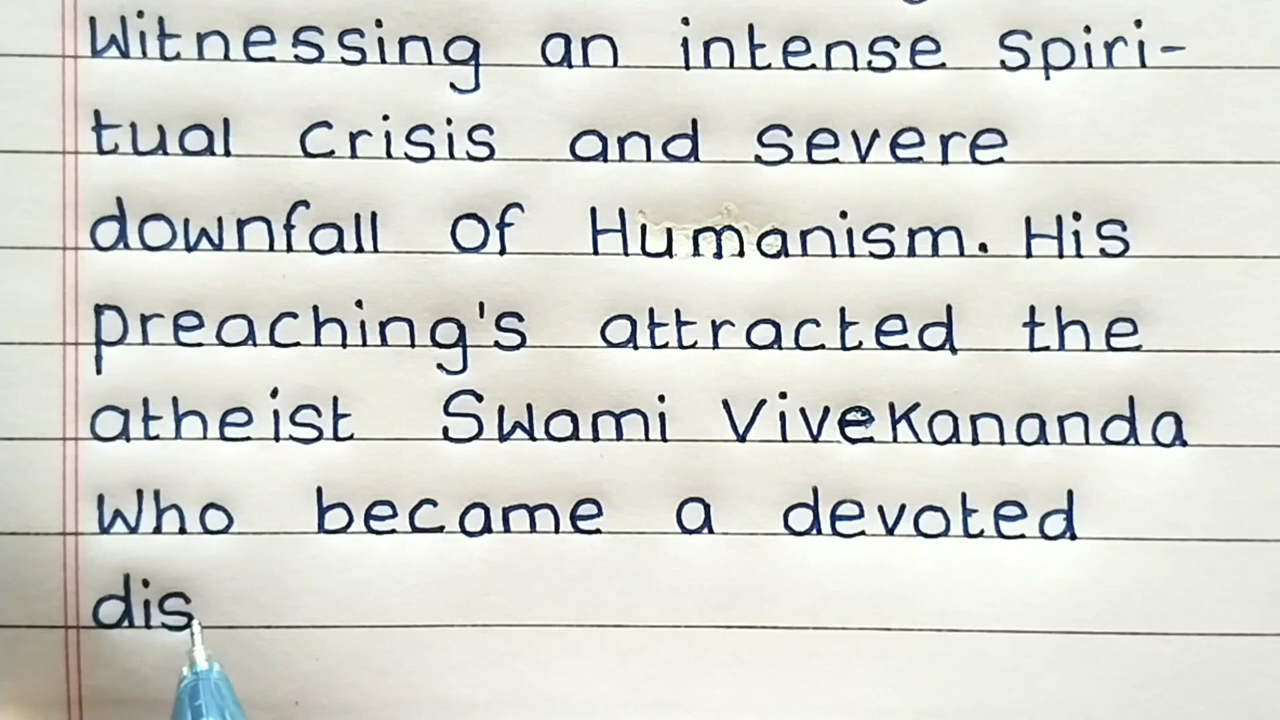 Witnessing an intense spiri-
tual crisis and severe
downfall of Humanism. His
preaching's attracted the
atheist Swami Vivekananda
Who became a devoted
dis